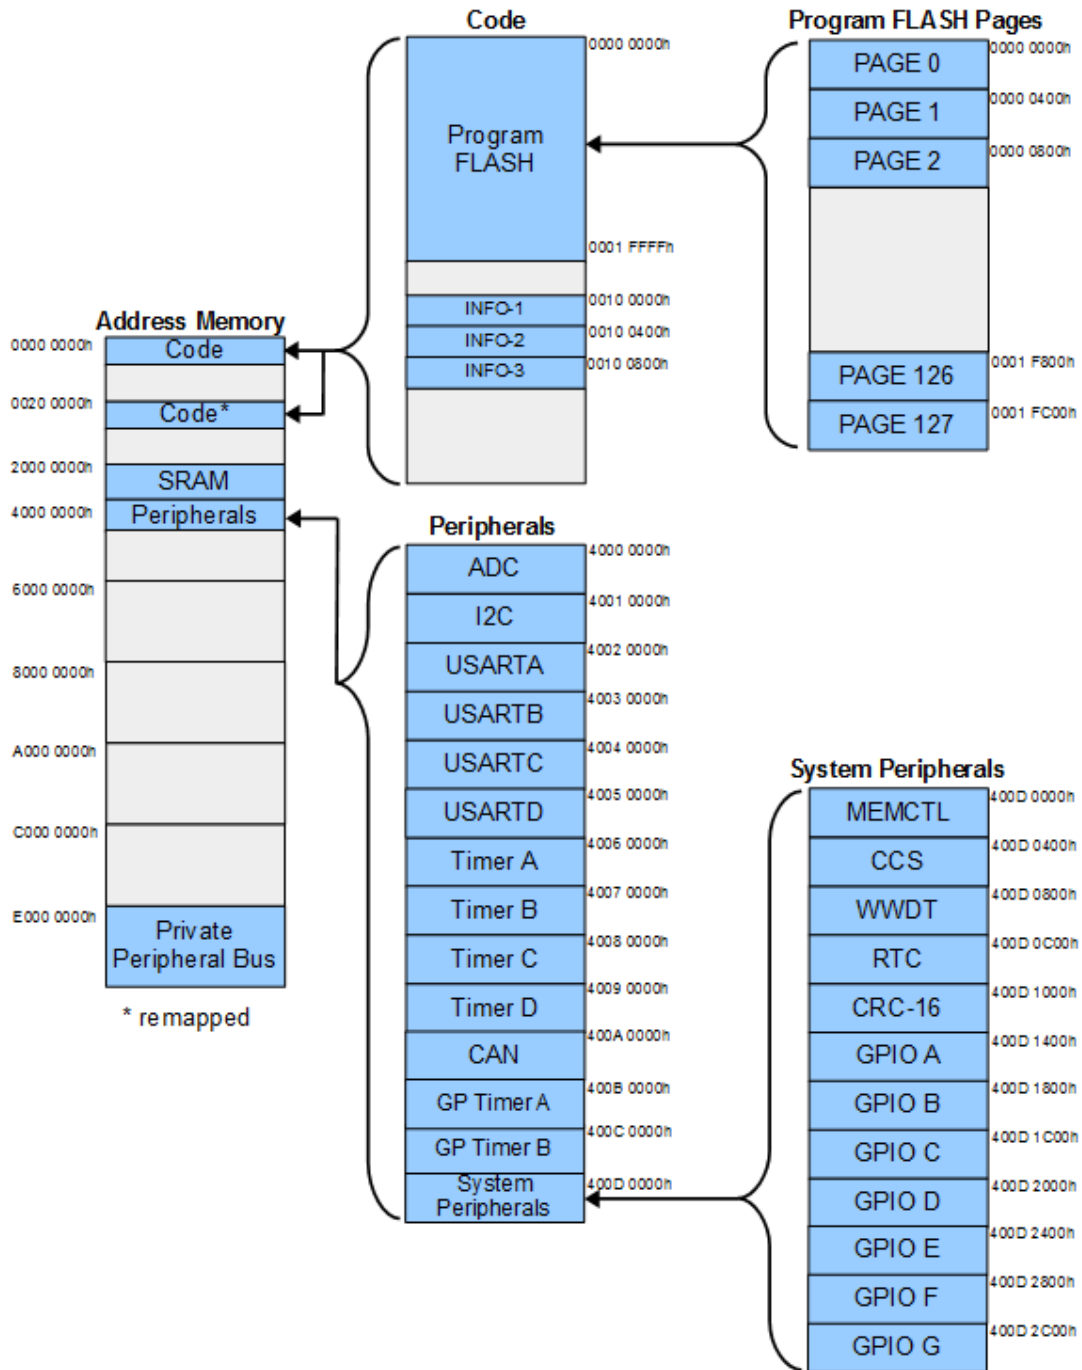 Code
0000 0000h
Program
FLASH
0001 FFFFh
INFO-1
0010 0000h
INFO-2
0010 0400h
INFO-3
0010 0800h
Program FLASH Pages
PAGE 0
0000 0000h
PAGE 1
0000 0400h
PAGE 2
0000 0800h
PAGE 126
0001 F800h
PAGE 127
0001 FC00h
Address Memory
0000 0000h
Code
0020 0000h
Code*
2000 0000h
SRAM
4000 0000h
Peripherals
6000 0000h
8000 0000h
A000 0000h
C000 0000h
E000 0000h
Private
Peripheral Bus
* remapped
Peripherals
ADC
4000 0000h
I2C
4001 0000h
USARTA
4002 0000h
USARTB
4003 0000h
USARTC
4004 0000h
USARTD
4005 0000h
Timer A
4006 0000h
Timer B
4007 0000h
Timer C
4008 0000h
Timer D
4009 0000h
CAN
400A 0000h
GP Timer A
400B 0000h
GP Timer B
400C 0000h
System
Peripherals
400D 0000h
System Peripherals
MEMCTL
400D 0000h
CCS
400D 0400h
WWDT
400D 0800h
RTC
400D 0C00h
CRC-16
400D 1000h
GPIO A
400D 1400h
GPIO B
400D 1800h
GPIO C
400D 1C00h
GPIO D
400D 2000h
GPIO E
400D 2400h
GPIO F
400D 2800h
GPIO G
400D 2C00h